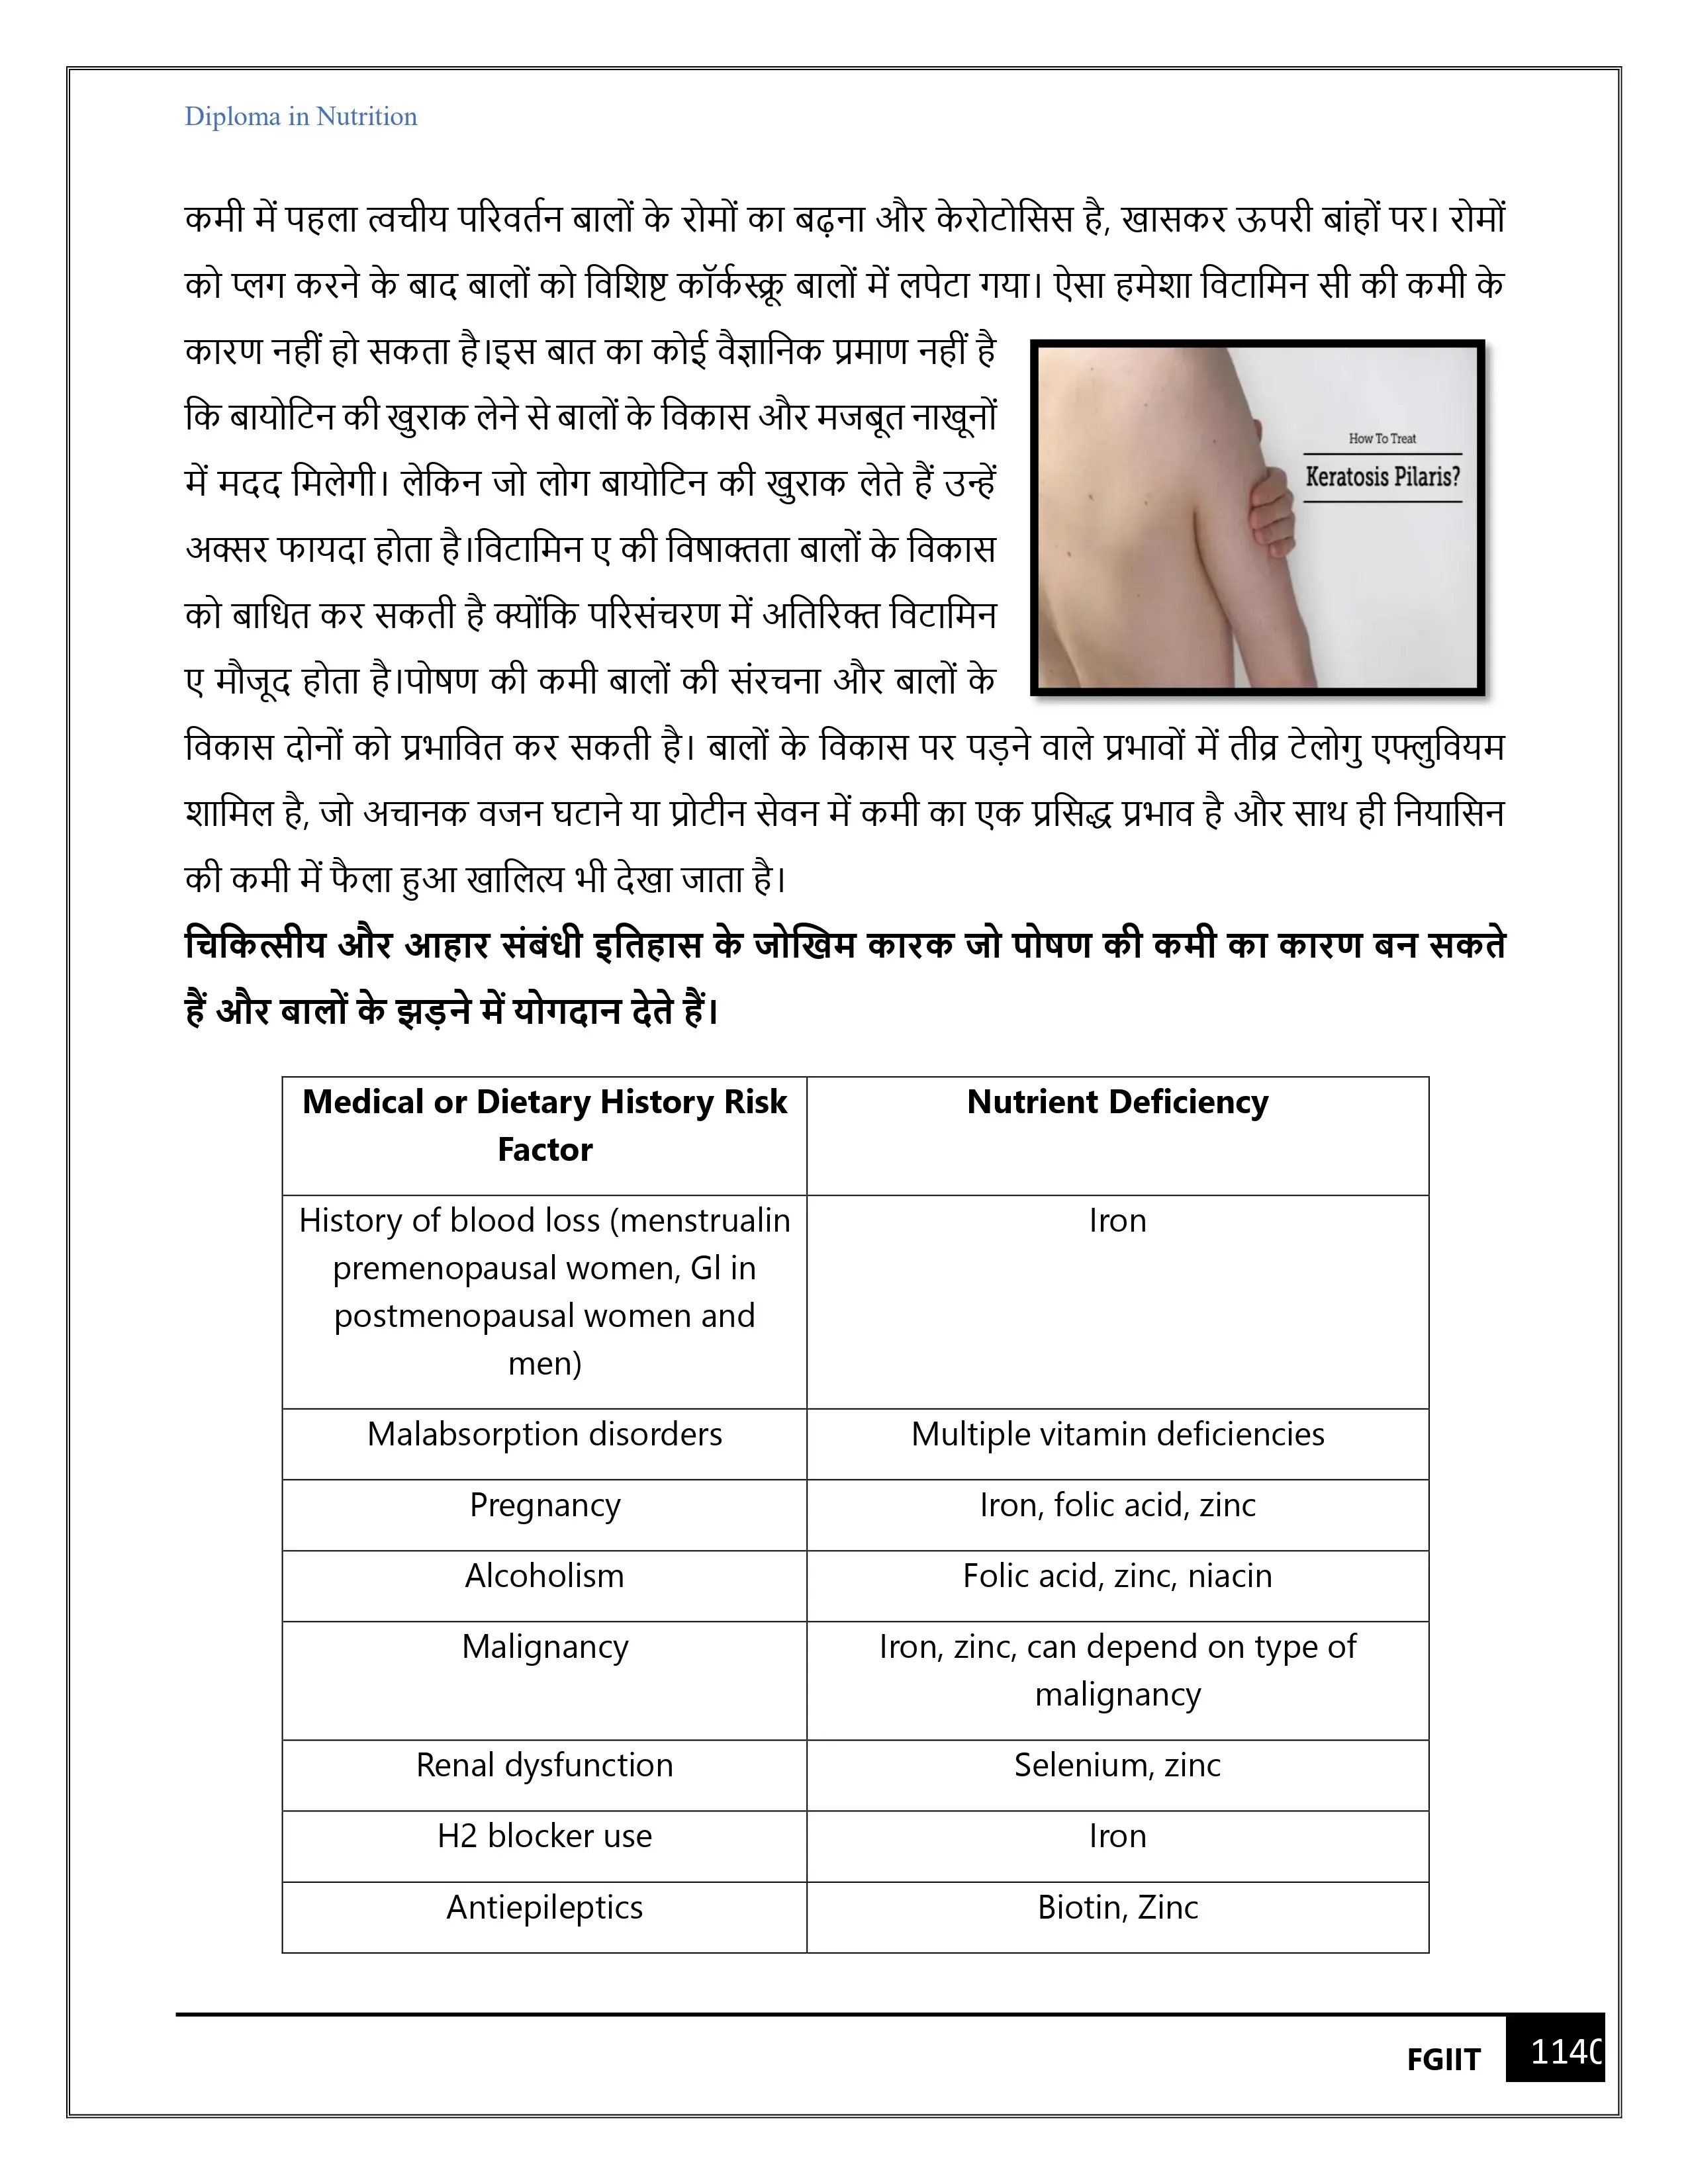 Diploma in Nutrition
कमी में पहला त्वचीय परिवर्तन बालों के रोमों का बढ़ना और केरोटोसिस है, खासकर ऊपरी बांहों पर। रोमों
को प्लग करने के बाद बालों को विशिष्ट कॉर्कस्क्रू बालों में लपेटा गया। ऐसा हमेशा विटामिन सी की कमी के
कारण नहीं हो सकता है।इस बात का कोई वैज्ञानिक प्रमाण नहीं है
कि बायोटिन की खुराक लेने से बालों के विकास और मजबूत नाखूनों
में मदद मिलेगी। लेकिन जो लोग बायोटिन की खुराक लेते हैं उन्हें
अक्सर फायदा होता है।विटामिन ए की विषाक्तता बालों के विकास
को बाधित कर सकती है क्योंकि परिसंचरण में अतिरिक्त विटामिन
ए मौजूद होता है।पोषण की कमी बालों की संरचना और बालों के
How To Treat
Keratosis Pilaris?
विकास दोनों को प्रभावित कर सकती है। बालों के विकास पर पड़ने वाले प्रभावों में तीव्र टेलोगु एफ्लुवियम
शामिल है, जो अचानक वजन घटाने या प्रोटीन सेवन में कमी का एक प्रसिद्ध प्रभाव है और साथ ही नियासिन
की कमी में फैला हुआ खालित्य भी देखा जाता है।
चिकित्सीय और आहार संबंधी इतिहास के जोखिम कारक जो पोषण की कमी का कारण बन सकते
हैं और बालों के झड़ने में योगदान देते हैं।
Medical or Dietary History Risk
Factor
Nutrient Deficiency
History of blood loss (menstrualin
premenopausal women, Gl in
postmenopausal women and
men)
Iron
Malabsorption disorders
Multiple vitamin deficiencies
Pregnancy
Iron, folic acid, zinc
Alcoholism
Folic acid, zinc, niacin
Malignancy
Iron, zinc, can depend on type of
malignancy
Renal dysfunction
Selenium, zinc
H2 blocker use
Iron
Antiepileptics
Biotin, Zinc
FGIIT
1140